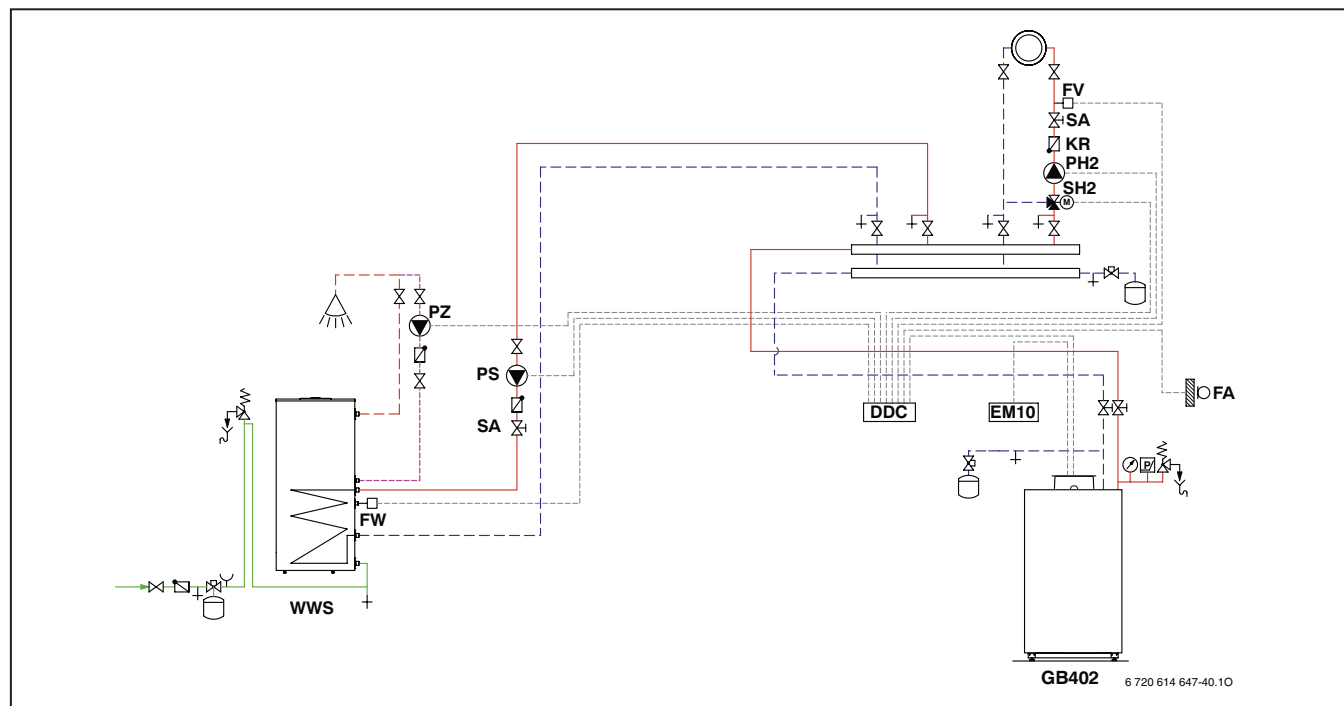 FV
SA
KR
PH2
SH2
M
PZ
PS
SA
DDC
EM10
FA
P
FW
WWS
GB402
6 720 614 647-40.1O